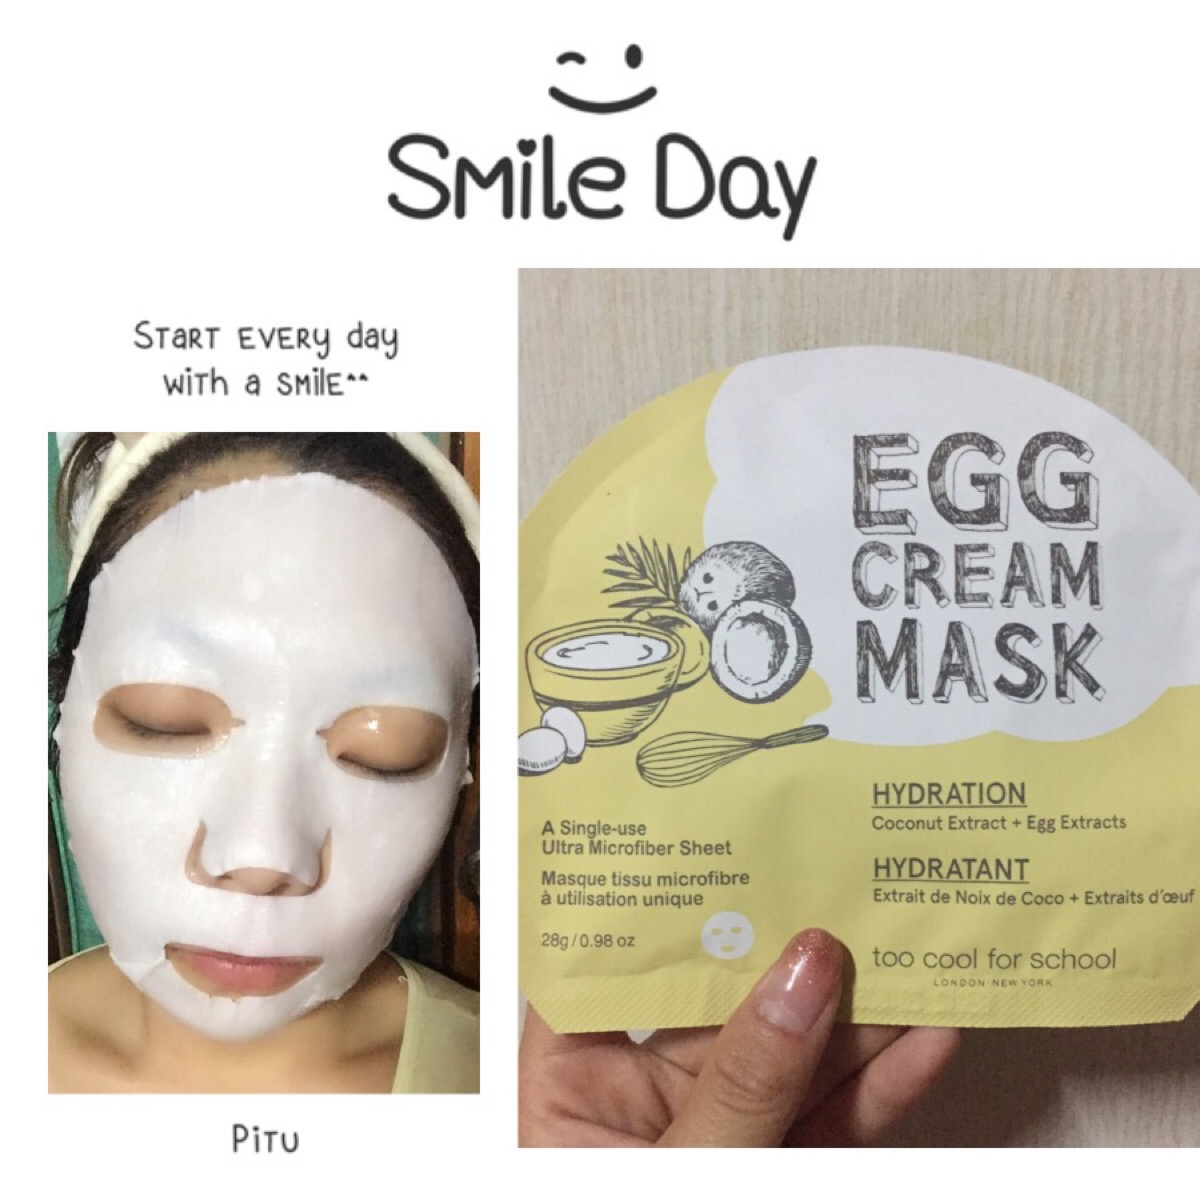 Smile Day
START EVERy day
WiTh a SMilE^^
EGG
CREAM
MASK
HYDRATION
Coconut Extract + Egg Extracts
HYDRATANT
Extrait de Noix de Coco + Extraits d'œuf
A Single-use
Ultra Microfiber Sheet
Masque tissu microfibre
à utilisation unique
28g/0.98 oz
too cool for school
LONDON·NEW YORK
PiTU